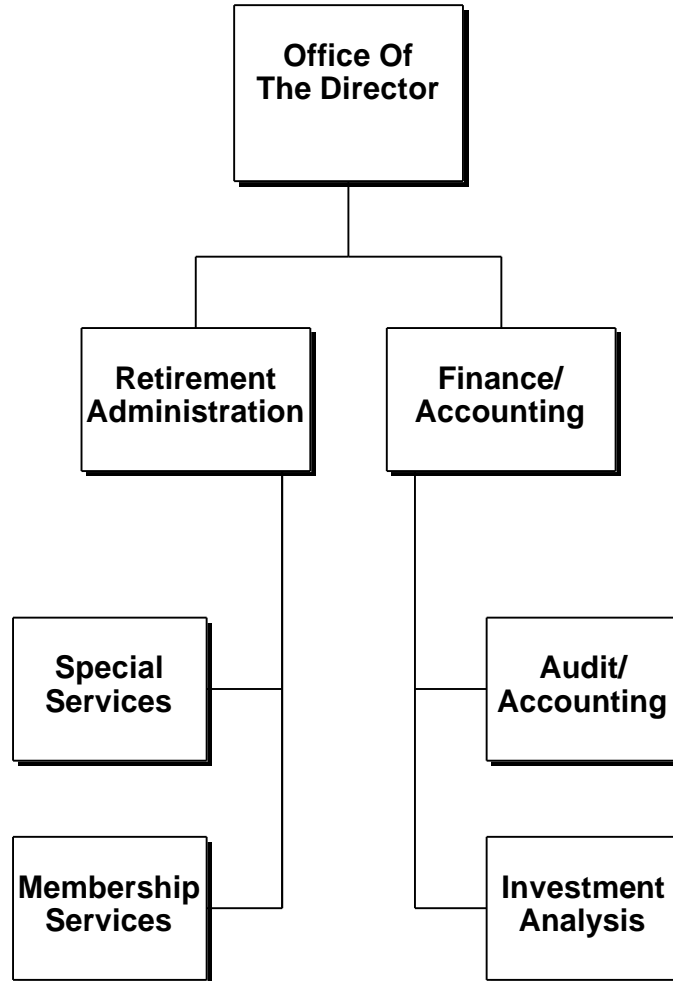 Office Of
The Director
Retirement
Administration
Finance/
Accounting
Special
Services
Audit/
Accounting
Membership
Services
Investment
Analysis